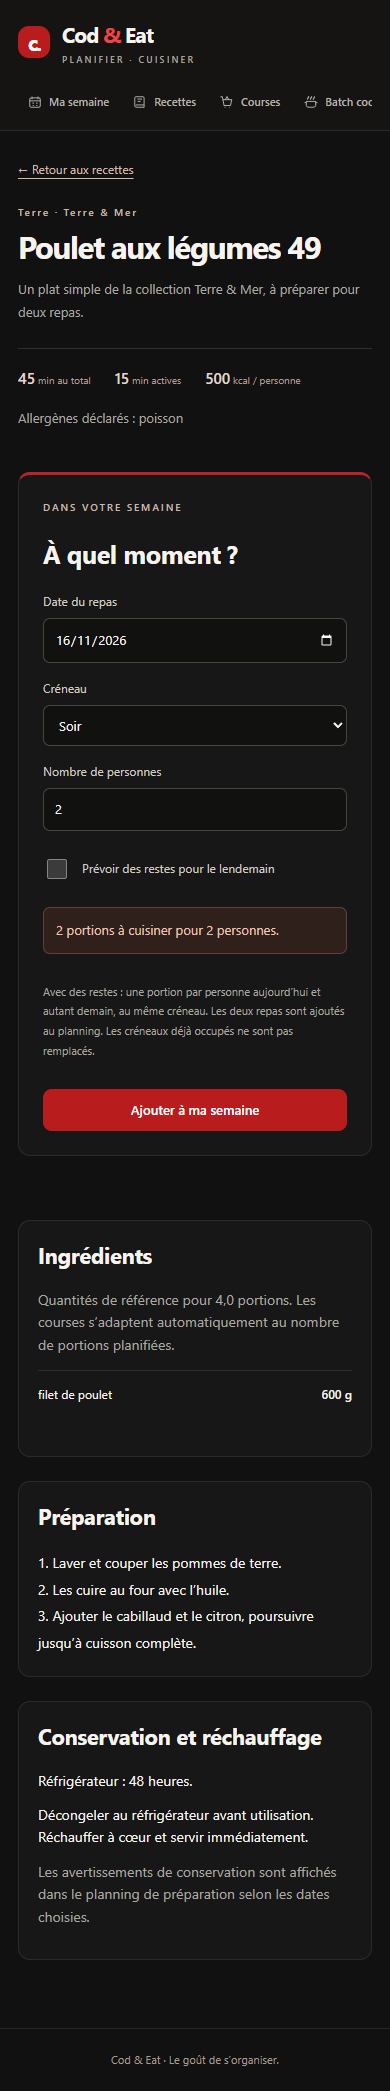 c.
Cod & Eat
PLANIFIER · CUISINER
Ma semaine
Recettes
Courses
Batch coc
← Retour aux recettes
Terre · Terre & Mer
Poulet aux légumes 49
Un plat simple de la collection Terre & Mer, à préparer pour
deux repas.
45 min au total
15 min actives
500 kcal / personne
Allergènes déclarés : poisson
DANS VOTRE SEMAINE
À quel moment ?
Date du repas
16/11/2026
Créneau
Soir
Nombre de personnes
2
Prévoir des restes pour le lendemain
2 portions à cuisiner pour 2 personnes.
Avec des restes : une portion par personne aujourd’hui et
autant demain, au même créneau. Les deux repas sont ajoutés
au planning. Les créneaux déjà occupés ne sont pas
remplacés.
Ajouter à ma semaine
Ingrédients
Quantités de référence pour 4,0 portions. Les
courses s’adaptent automatiquement au nombre
de portions planifiées.
filet de poulet
600 g
Préparation
1. Laver et couper les pommes de terre.
2. Les cuire au four avec l’huile.
3. Ajouter le cabillaud et le citron, poursuivre
jusqu’à cuisson complète.
Conservation et réchauffage
Réfrigérateur : 48 heures.
Décongeler au réfrigérateur avant utilisation.
Réchauffer à cœur et servir immédiatement.
Les avertissements de conservation sont affichés
dans le planning de préparation selon les dates
choisies.
Cod & Eat · Le goût de s’organiser.